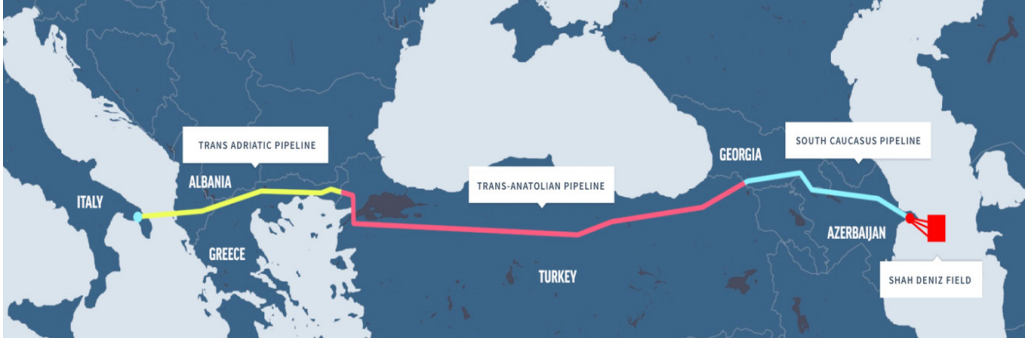 TRANS ADRIATIC PIPELINE
ALBANIA
ITALY
GREECE
TRANS-ANATOLIAN PIPELINE
TURKEY
GEORGIA
SOUTH CAUCASUS PIPELINE
AZERBAIJAN
SHAH DENIZ FIELD